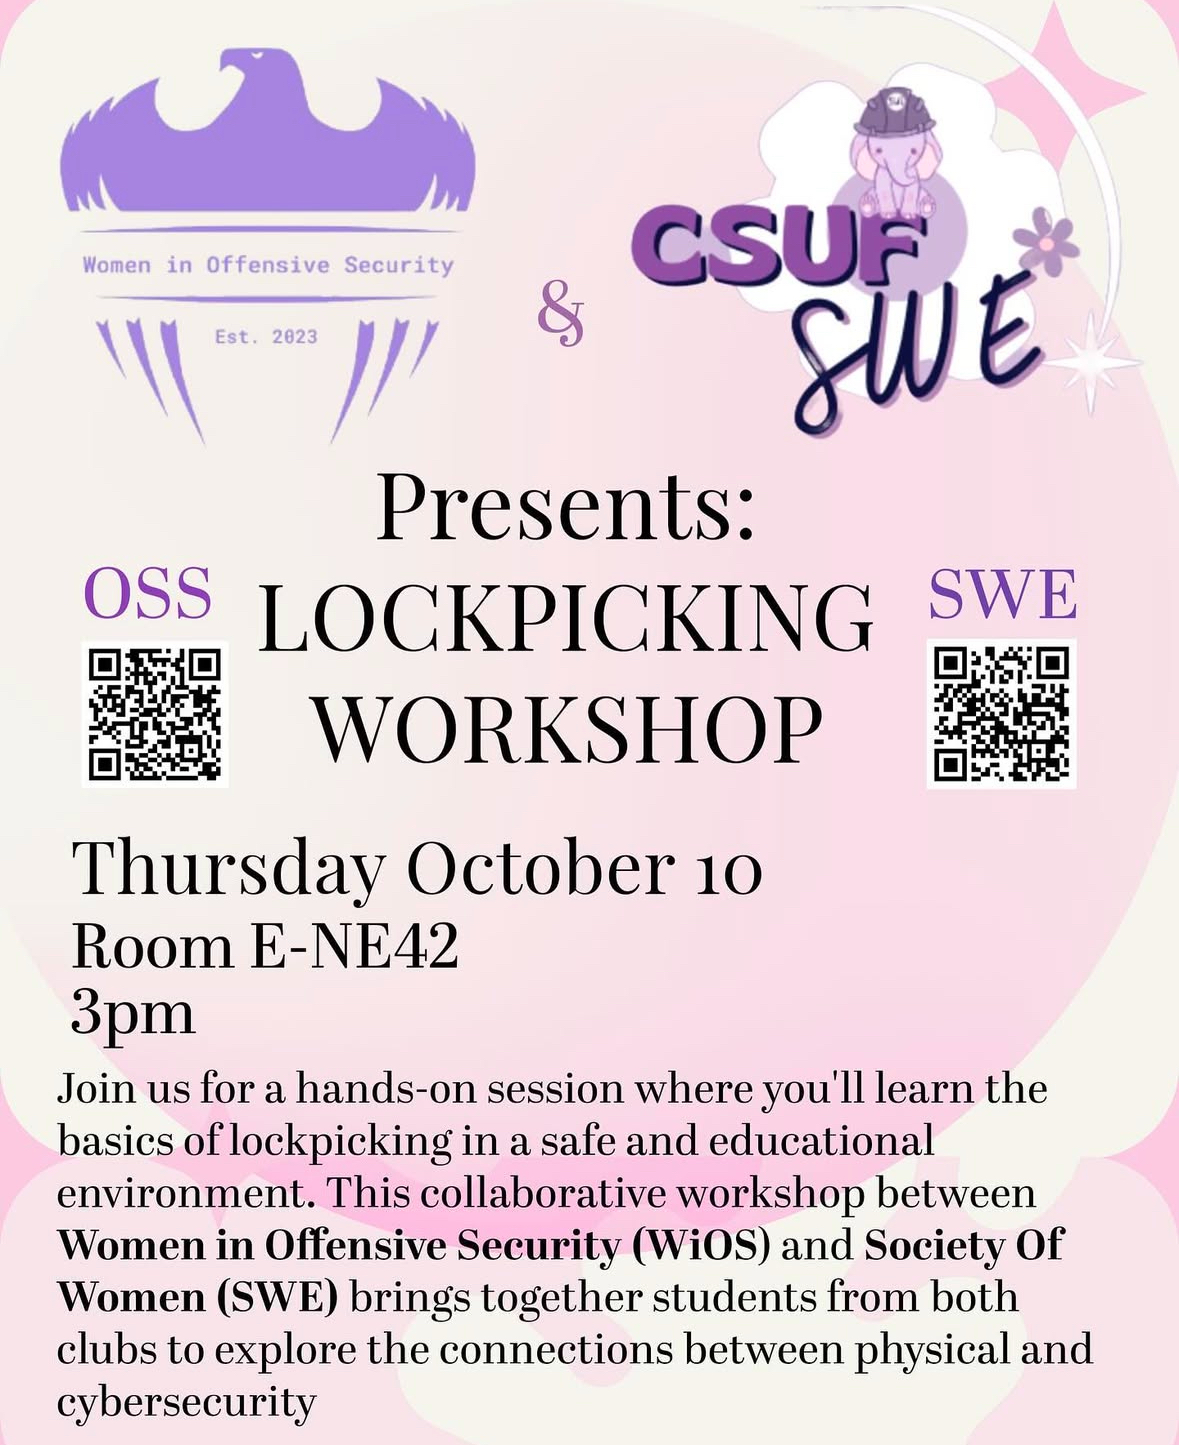 Women in Offensive Security
Est. 2023
&
CSUF
SWE
Presents:
LOCKPICKING
WORKSHOP
OSS
SWE
Thursday October 10
Room E-NE42
3pm
Join us for a hands-on session where you'll learn the
basics of lockpicking in a safe and educational
environment. This collaborative workshop between
Women in Offensive Security (WiOS) and Society Of
Women (SWE) brings together students from both
clubs to explore the connections between physical and
cybersecurity